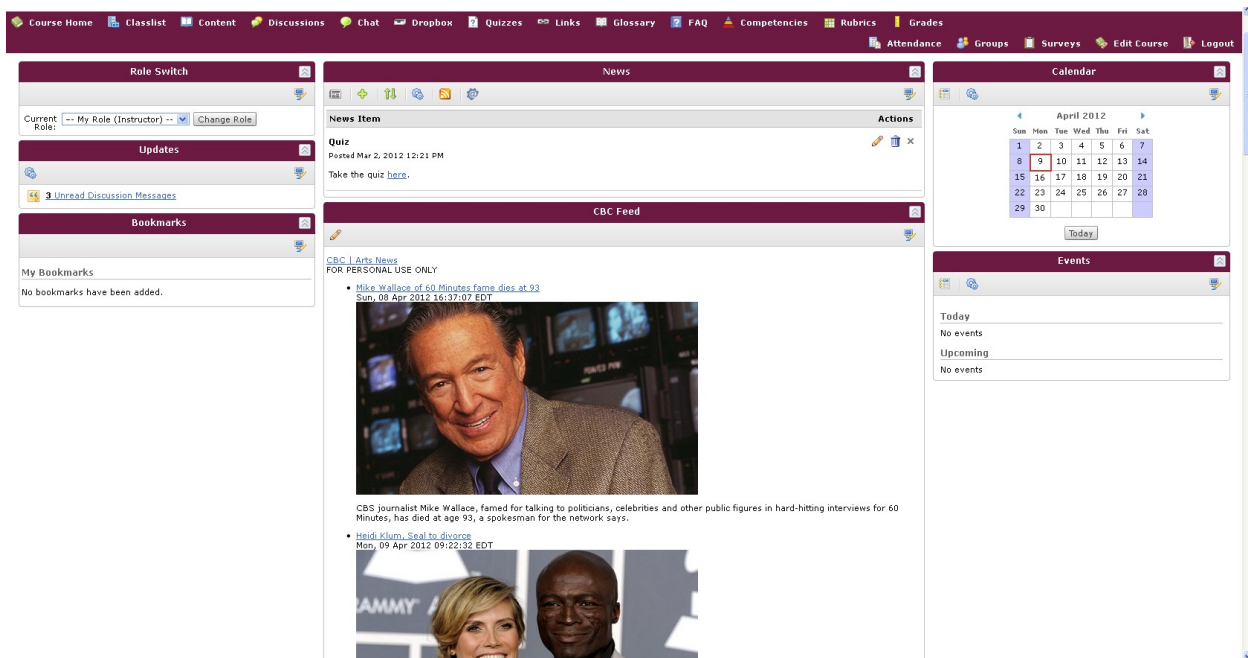 Course Home Classlist Content Discussions Chat Dropbox Quizzes Links Glossary FAQ Competencies Rubrics Grades
Attendance Groups Surveys Edit Course Logout
Role Switch
Current Role: -- My Role (Instructor) -- Change Role
Updates
3 Unread Discussion Messages
Bookmarks
My Bookmarks
No bookmarks have been added.
News
News Item Actions
Quiz
Posted Mar 2, 2012 12:21 PM
Take the quiz here.
CBC Feed
CBC | Arts News
FOR PERSONAL USE ONLY
Mike Wallace of 60 Minutes fame dies at 93
Sun, 08 Apr 2012 16:37:07 EDT
CBS journalist Mike Wallace, famed for talking to politicians, celebrities and other public figures in hard-hitting interviews for 60
Minutes, has died at age 93, a spokesman for the network says.
Heidi Klum, Seal to divorce
Mon, 09 Apr 2012 09:22:32 EDT
RAMMY A
Calendar
April 2012
Sun Mon Tue Wed Thu Fri Sat
1 2 3 4 5 6 7
8 9 10 11 12 13 14
15 16 17 18 19 20 21
22 23 24 25 26 27 28
29 30
Today
Events
Today
No events
Upcoming
No events